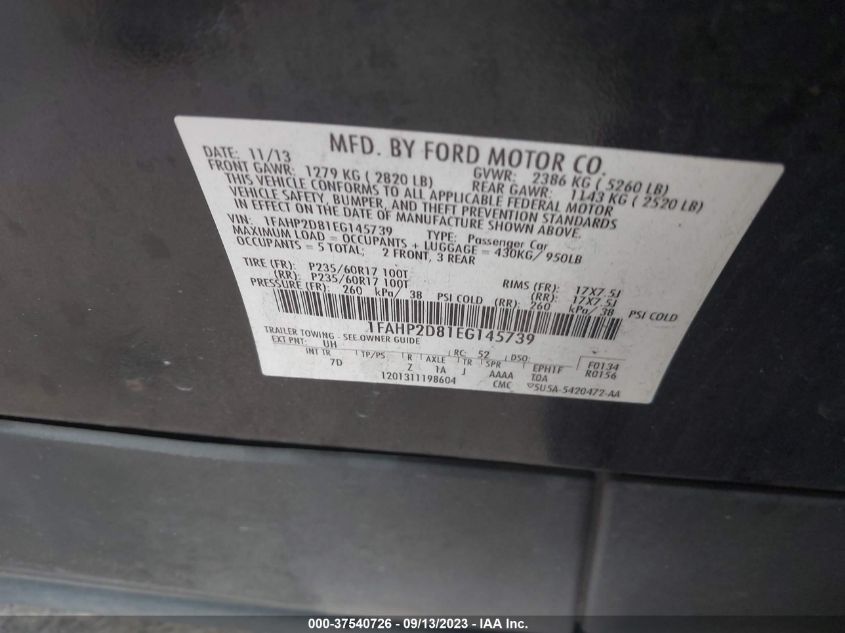 MFD. BY FORD MOTOR CO.
DATE: 11/13 GVWR: 2386 KG ( 5260 LB)
FRONT GAWR: 1279 KG ( 2820 LB) REAR GAWR: 1143 KG ( 2520 LB)
THIS VEHICLE CONFORMS TO ALL APPLICABLE FEDERAL MOTOR
VEHICLE SAFETY, BUMPER, AND THEFT PREVENTION STANDARDS
IN EFFECT ON THE DATE OF MANUFACTURE SHOWN ABOVE.
VIN: 1FAHP2D81EG145739 TYPE: Passenger Car
MAXIMUM LOAD = OCCUPANTS + LUGGAGE = 430KG/ 950LB
OCCUPANTS = 5 TOTAL; 2 FRONT, 3 REAR
TIRE (FR): P235/60R17 100T RIMS (FR): 17X7.5J
(RR): P235/60R17 100T (RR): 17X7.5J
PRESSURE (FR): 260 kPa/ 38 PSI COLD (RR): 260 kPa/38 PSI COLD
1FAHP2D81EG145739
TRAILER TOWING - SEE OWNER GUIDE
EXT PNT: UH RC: 52 DSO: F0134
INT TR TP/PS R AXLE TR SPR EPH1F R0156
7D Z 1A J AAAA TOA
1201311198604 CMC 5U5A-5420472-AA
000-37540726 - 09/13/2023 - IAA Inc.